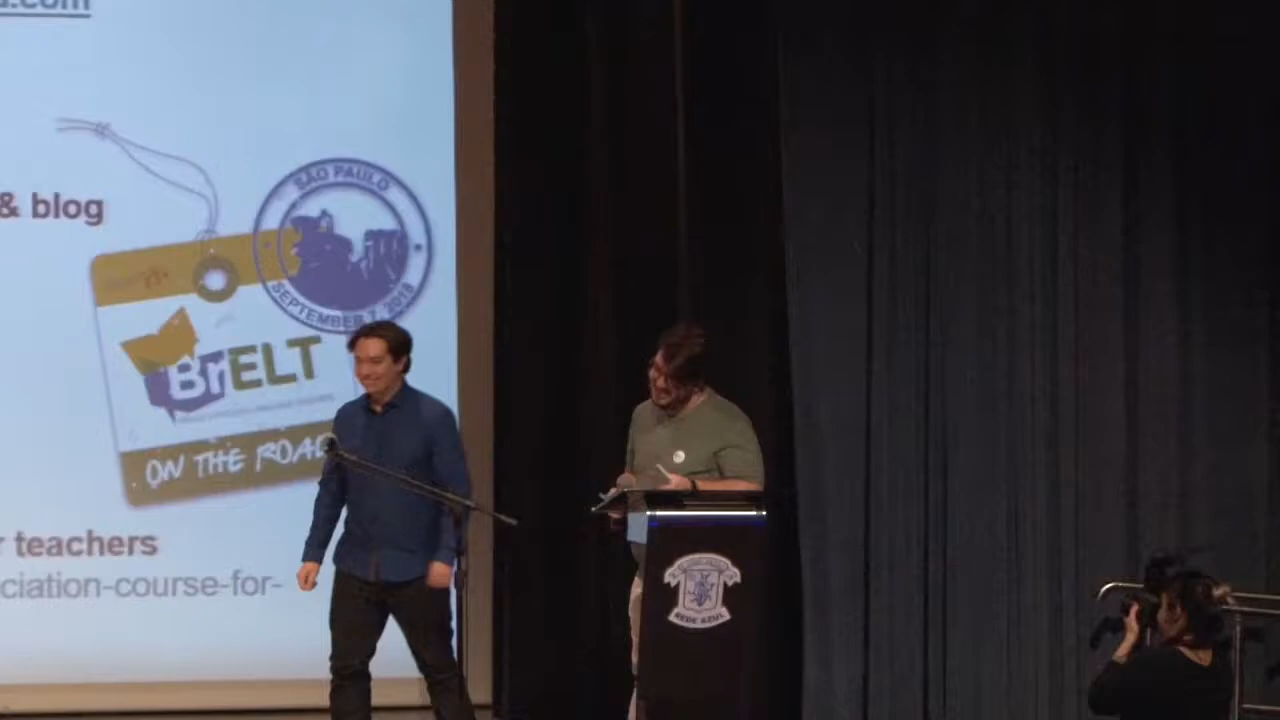 .com
& blog
SÃO PAULO
SEPTEMBER 7, 2018
BrELT
ON THE ROAD
teachers
ciation-course-for-
REDE AZUL